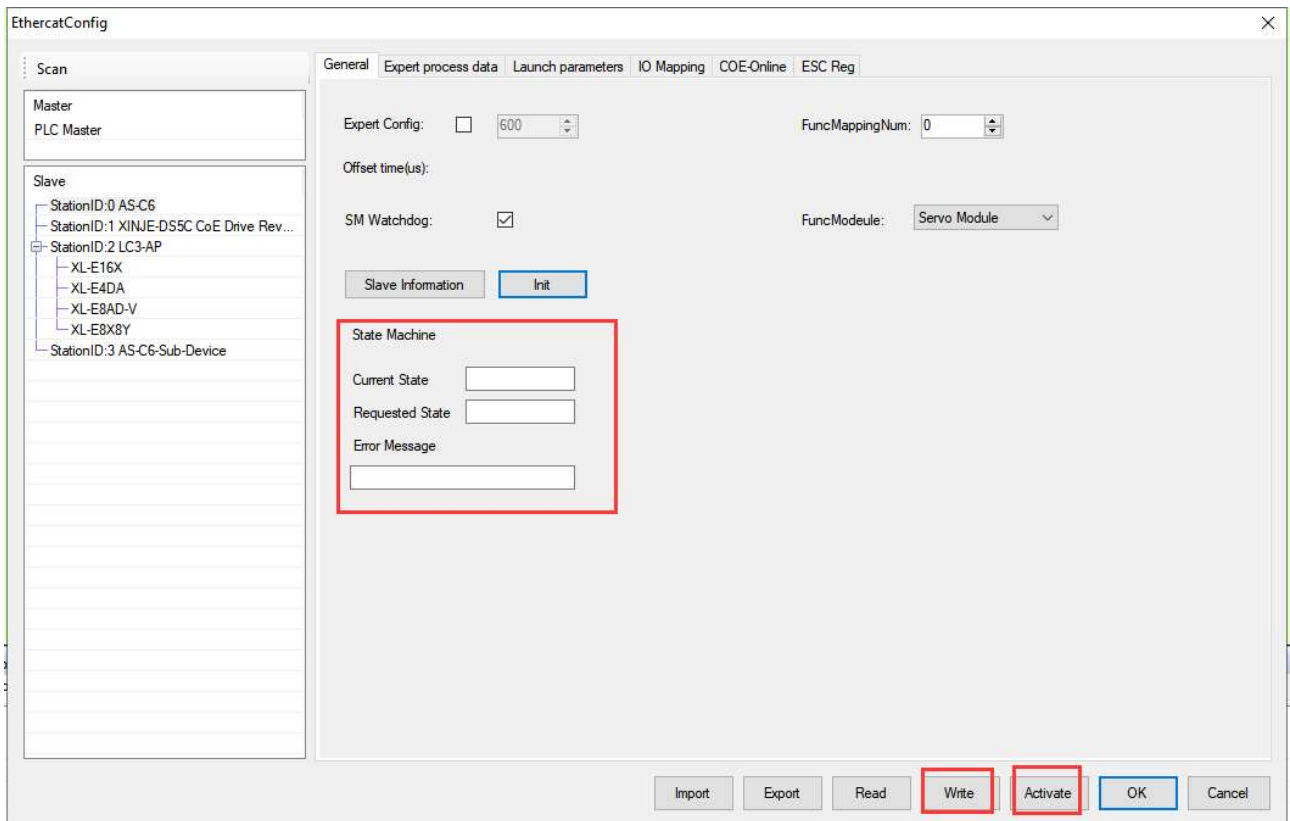 EthercatConfig
Scan
Master
PLC Master
Slave
StationID:0 AS-C6
StationID:1 XINJE-DS5C CoE Drive Rev...
StationID:2 LC3-AP
XL-E16X
XL-E4DA
XL-E8AD-V
XL-E8X8Y
StationID:3 AS-C6-Sub-Device
General Expert process data Launch parameters IO Mapping COE-Online ESC Reg
Expert Config: 600 FuncMappingNum: 0
Offset time(us):
SM Watchdog: FuncModeule: Servo Module
Slave Information Init
State Machine
Current State
Requested State
Error Message
Import Export Read Write Activate OK Cancel